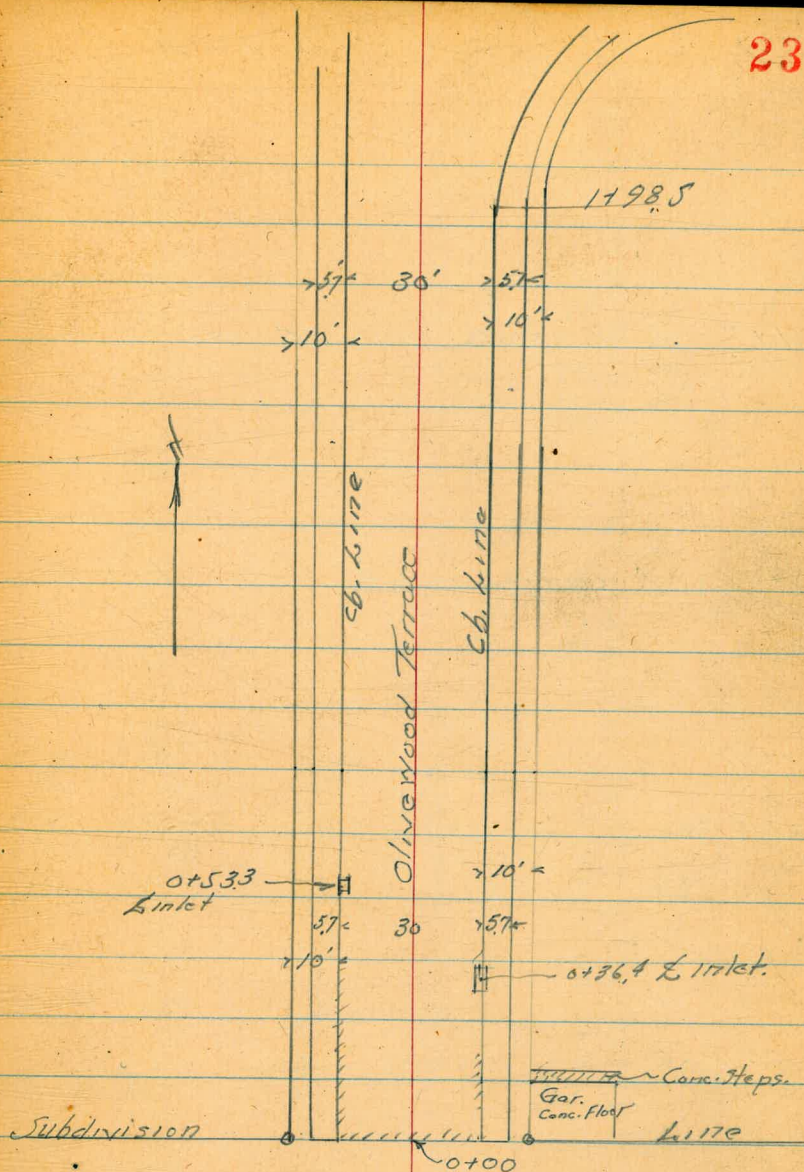 23
1+98.5
5.7' 30' 5.7
10'
10'
Cb. Line
Olivewood Terrace
Cb. Line
10'
0+53.3
℄ Inlet
5.7 30 5.7
10'
0+36.4 ℄ Inlet.
Conc. Steps.
Gar.
Conc. Floor
Subdivision Line
0+00